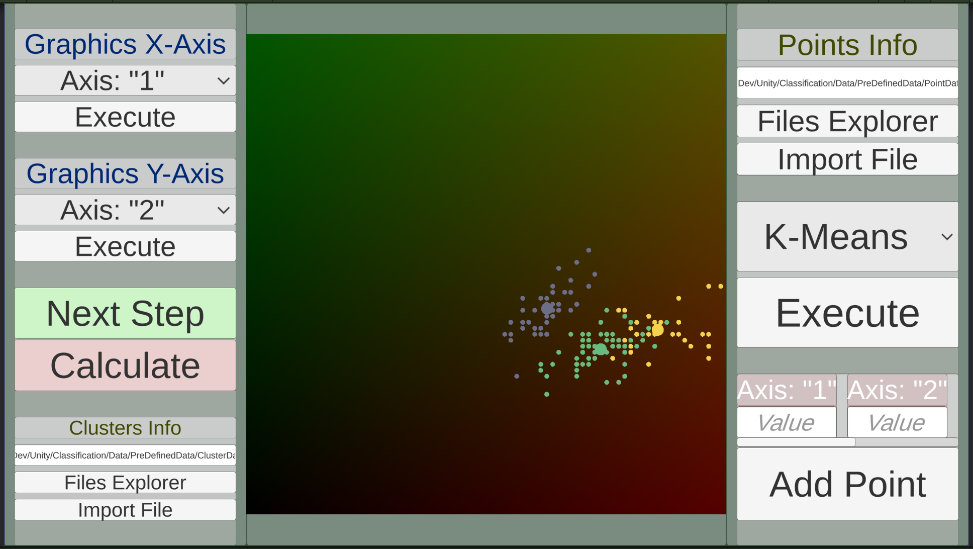 Graphics X-Axis
Axis: "1"
Execute
Graphics Y-Axis
Axis: "2"
Execute
Next Step
Calculate
Clusters Info
Dev/Unity/Classification/Data/PreDefinedData/ClusterDa
Files Explorer
Import File
Points Info
Dev/Unity/Classification/Data/PreDefinedData/PointDat
Files Explorer
Import File
K-Means
Execute
Axis: "1" Axis: "2"
Value Value
Add Point